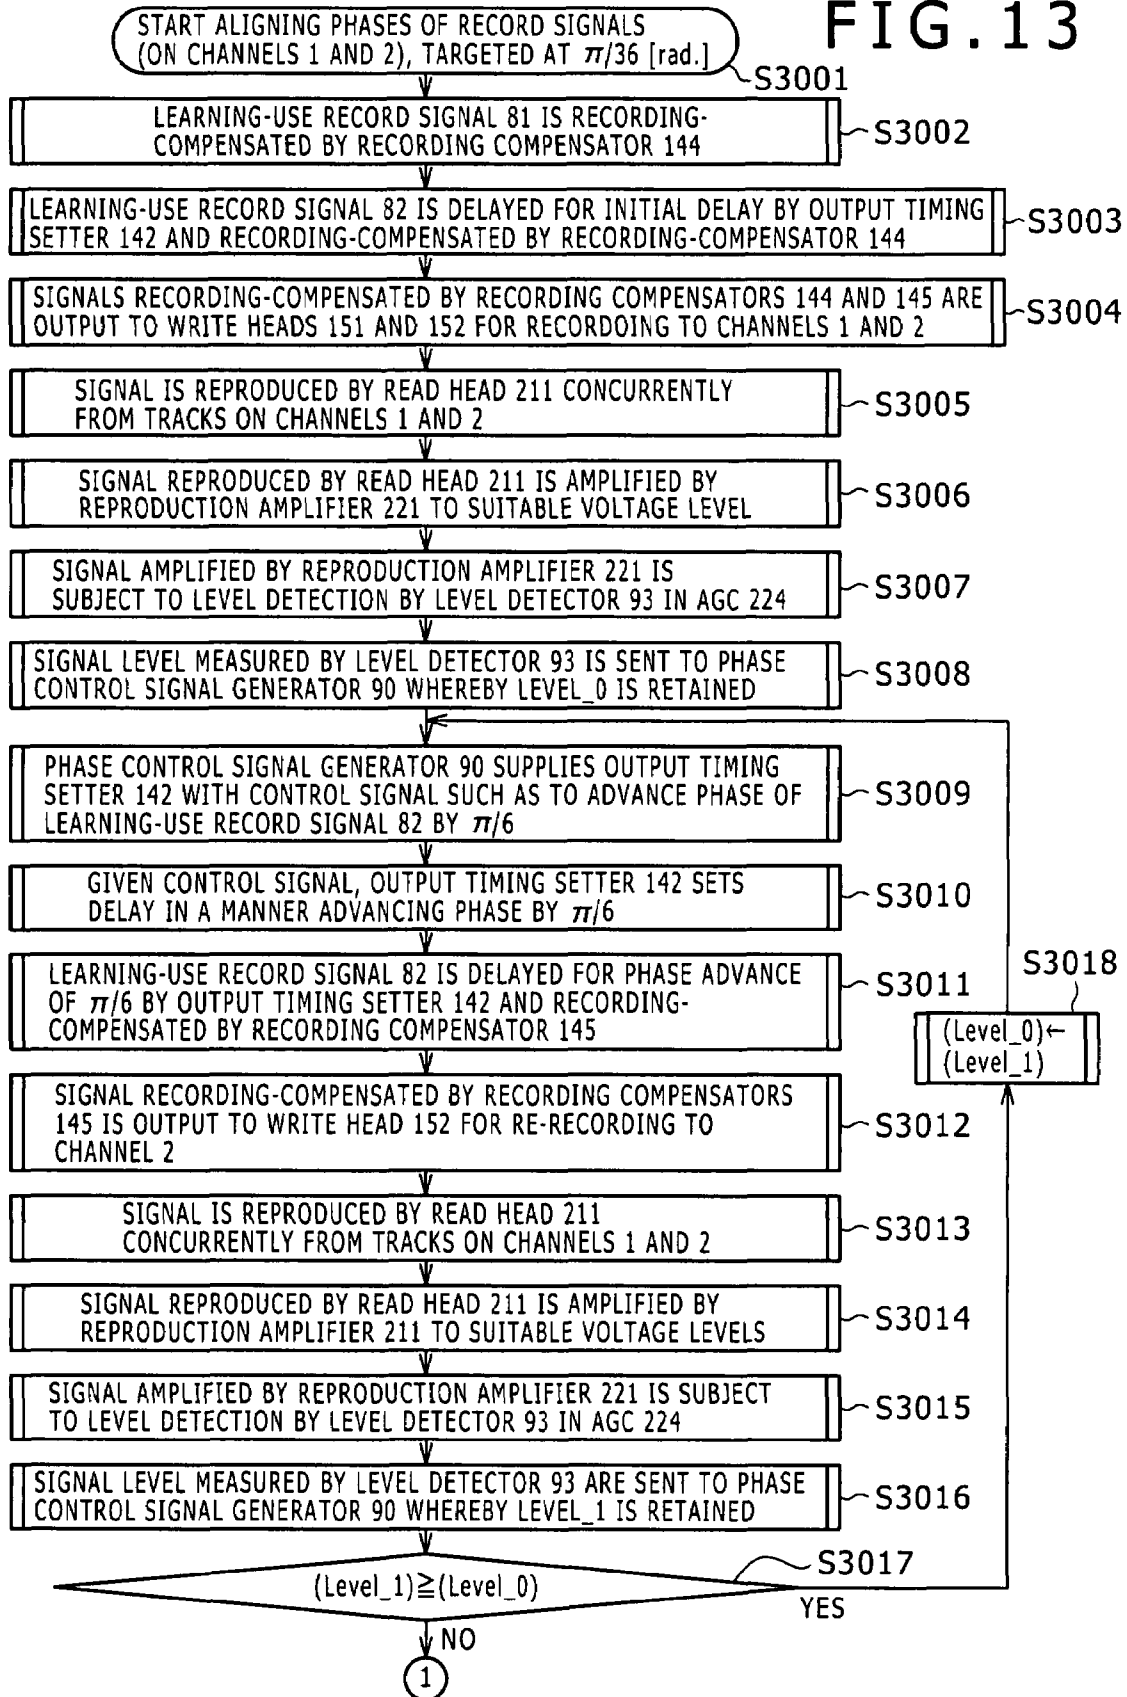 FIG.13
START ALIGNING PHASES OF RECORD SIGNALS
(ON CHANNELS 1 AND 2), TARGETED AT π/36 [rad.]
S3001
LEARNING-USE RECORD SIGNAL 81 IS RECORDING-
COMPENSATED BY RECORDING COMPENSATOR 144
S3002
LEARNING-USE RECORD SIGNAL 82 IS DELAYED FOR INITIAL DELAY BY OUTPUT TIMING
SETTER 142 AND RECORDING-COMPENSATED BY RECORDING-COMPENSATOR 144
S3003
SIGNALS RECORDING-COMPENSATED BY RECORDING COMPENSATORS 144 AND 145 ARE
OUTPUT TO WRITE HEADS 151 AND 152 FOR RECORDOING TO CHANNELS 1 AND 2
S3004
SIGNAL IS REPRODUCED BY READ HEAD 211 CONCURRENTLY
FROM TRACKS ON CHANNELS 1 AND 2
S3005
SIGNAL REPRODUCED BY READ HEAD 211 IS AMPLIFIED BY
REPRODUCTION AMPLIFIER 221 TO SUITABLE VOLTAGE LEVEL
S3006
SIGNAL AMPLIFIED BY REPRODUCTION AMPLIFIER 221 IS
SUBJECT TO LEVEL DETECTION BY LEVEL DETECTOR 93 IN AGC 224
S3007
SIGNAL LEVEL MEASURED BY LEVEL DETECTOR 93 IS SENT TO PHASE
CONTROL SIGNAL GENERATOR 90 WHEREBY LEVEL_0 IS RETAINED
S3008
PHASE CONTROL SIGNAL GENERATOR 90 SUPPLIES OUTPUT TIMING
SETTER 142 WITH CONTROL SIGNAL SUCH AS TO ADVANCE PHASE OF
LEARNING-USE RECORD SIGNAL 82 BY π/6
S3009
GIVEN CONTROL SIGNAL, OUTPUT TIMING SETTER 142 SETS
DELAY IN A MANNER ADVANCING PHASE BY π/6
S3010
LEARNING-USE RECORD SIGNAL 82 IS DELAYED FOR PHASE ADVANCE
OF π/6 BY OUTPUT TIMING SETTER 142 AND RECORDING-
COMPENSATED BY RECORDING COMPENSATOR 145
S3011
S3018
(Level_0)←
(Level_1)
SIGNAL RECORDING-COMPENSATED BY RECORDING COMPENSATORS
145 IS OUTPUT TO WRITE HEAD 152 FOR RE-RECORDING TO
CHANNEL 2
S3012
SIGNAL IS REPRODUCED BY READ HEAD 211
CONCURRENTLY FROM TRACKS ON CHANNELS 1 AND 2
S3013
SIGNAL REPRODUCED BY READ HEAD 211 IS AMPLIFIED BY
REPRODUCTION AMPLIFIER 211 TO SUITABLE VOLTAGE LEVELS
S3014
SIGNAL AMPLIFIED BY REPRODUCTION AMPLIFIER 221 IS SUBJECT
TO LEVEL DETECTION BY LEVEL DETECTOR 93 IN AGC 224
S3015
SIGNAL LEVEL MEASURED BY LEVEL DETECTOR 93 ARE SENT TO PHASE
CONTROL SIGNAL GENERATOR 90 WHEREBY LEVEL_1 IS RETAINED
S3016
S3017
(Level_1)≧(Level_0)
YES
NO
1